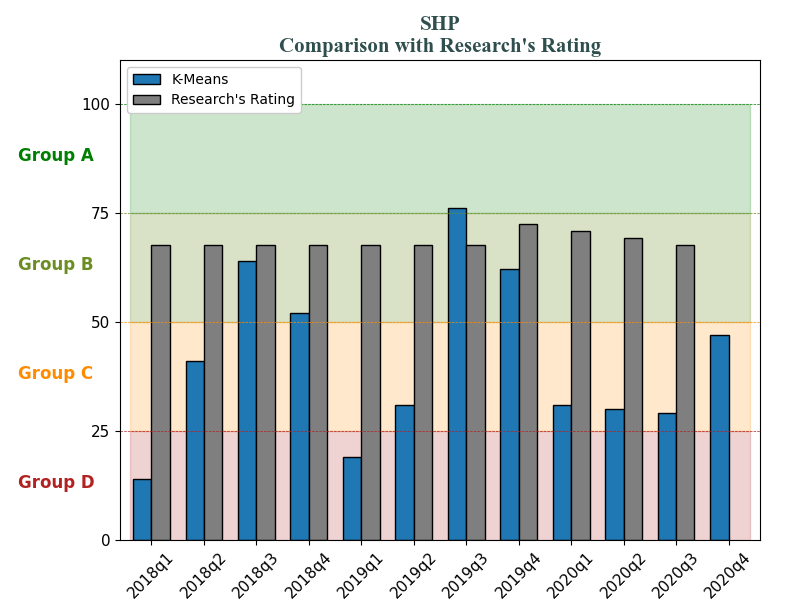 SHP
Comparison with Research's Rating
K-Means
Research's Rating
100
Group A
75
Group B
50
Group C
25
Group D
0
2018q1
2018q2
2018q3
2018q4
2019q1
2019q2
2019q3
2019q4
2020q1
2020q2
2020q3
2020q4